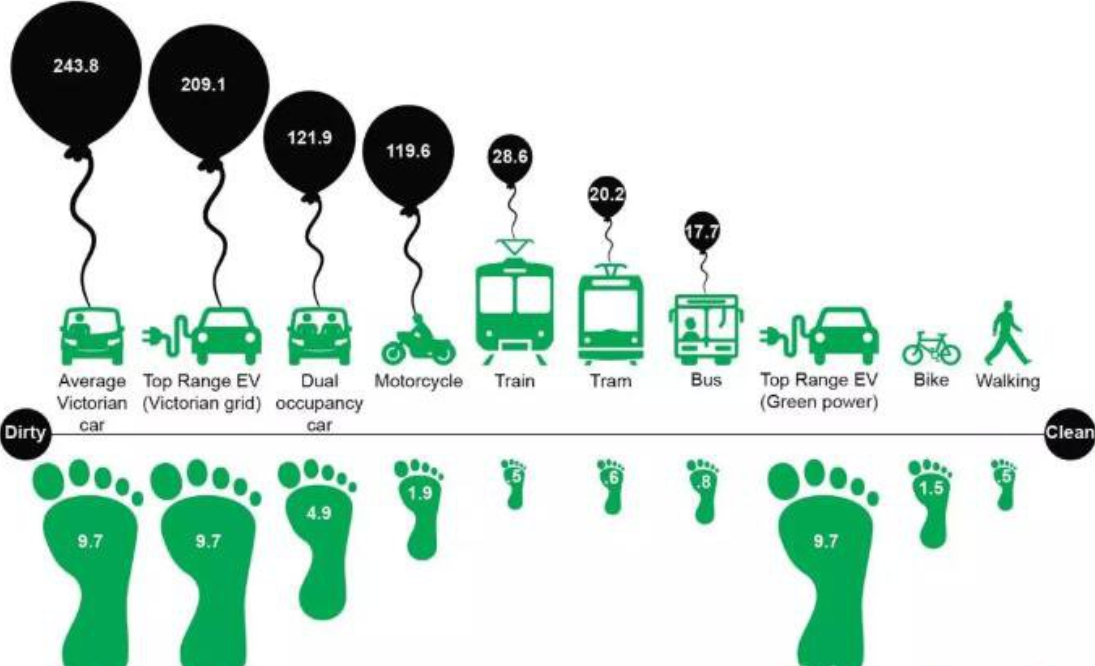 243.8
209.1
121.9
119.6
28.6
20.2
17.7
Average
Victorian
car
Top Range EV
(Victorian grid)
Dual
occupancy
car
Motorcycle
Train
Tram
Bus
Top Range EV
(Green power)
Bike
Walking
Dirty
Clean
9.7
9.7
4.9
1.9
.5
.6
.8
9.7
1.5
.5